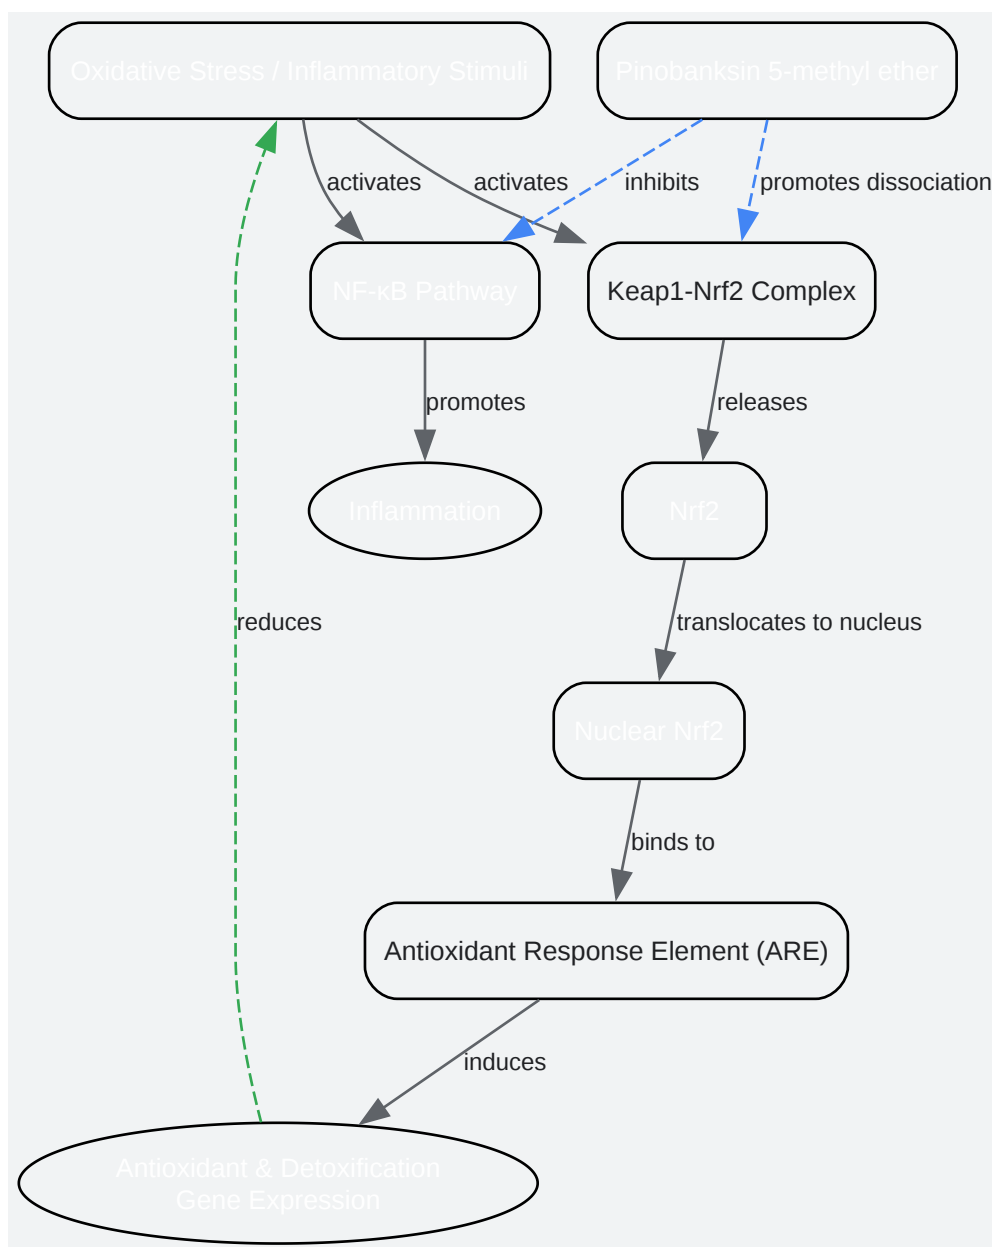 Oxidative Stress / Inflammatory Stimuli
Pinobanksin 5-methyl ether
activates
activates
inhibits
promotes dissociation
NF-κB Pathway
Keap1-Nrf2 Complex
promotes
releases
Inflammation
Nrf2
reduces
translocates to nucleus
Nuclear Nrf2
binds to
Antioxidant Response Element (ARE)
induces
Antioxidant & Detoxification
Gene Expression